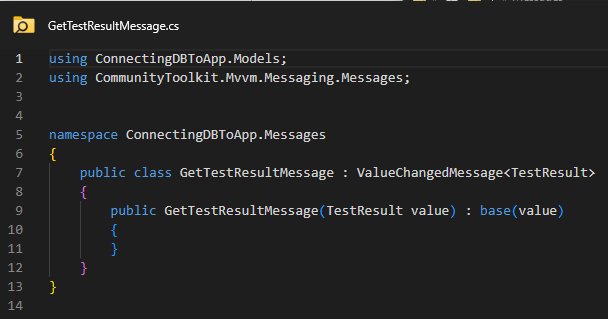 GetTestResultMessage.cs
1 using ConnectingDBToApp.Models;
2 using CommunityToolkit.Mvvm.Messaging.Messages;
3
4
5 namespace ConnectingDBToApp.Messages
6 {
7 public class GetTestResultMessage : ValueChangedMessage<TestResult>
8 {
9 public GetTestResultMessage(TestResult value) : base(value)
10 {
11 }
12 }
13 }
14